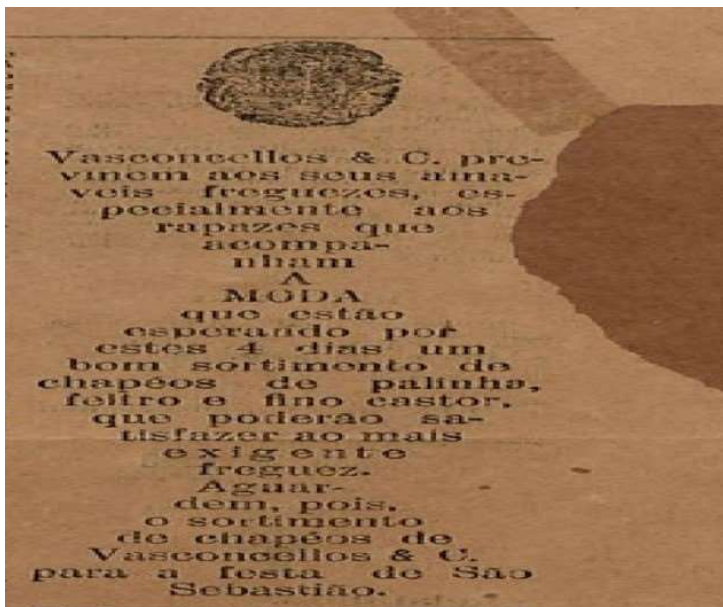 Vasconcellos & C. pre-
vinem aos seus ama-
veis freguezes, es-
pecialmente aos
rapazes que
acompa-
nham
A
MODA
que estão
esperando por
estes 4 dias um
bom sortimento de
chapéos de palinha,
feltro e fino castor,
que poderão sa-
tisfazer ao mais
exigente
freguez.
Aguar-
dem, pois,
o sortimento
de chapéos de
Vasconcellos & C.
para a festa de São
Sebastião.